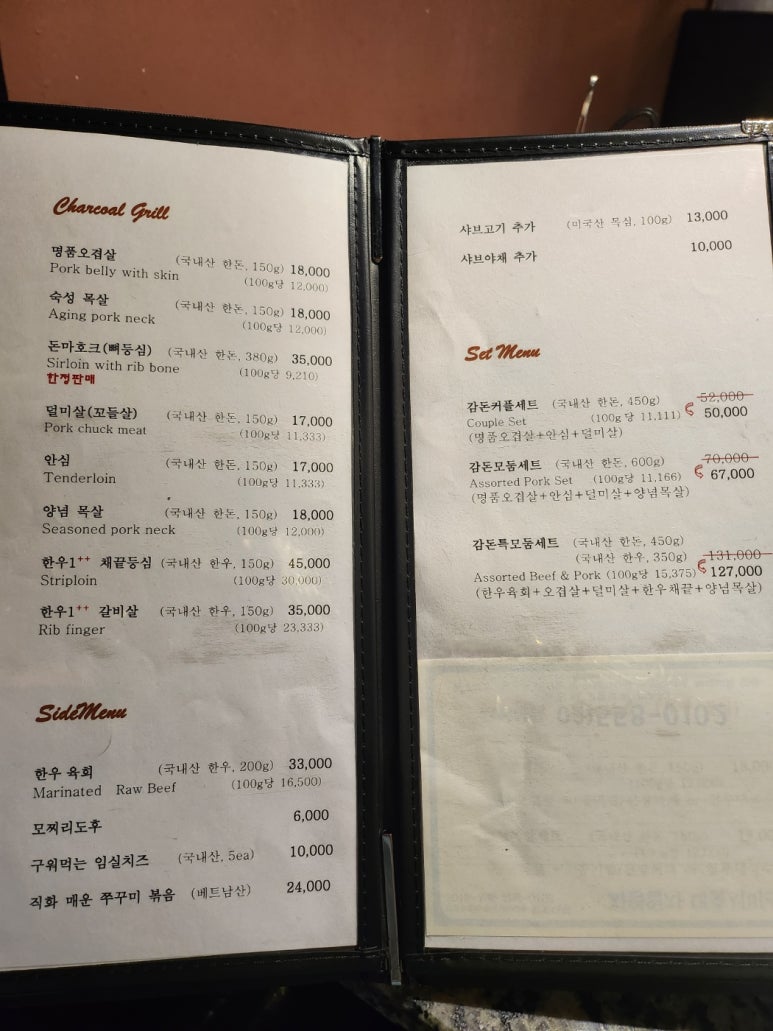 Charcoal Grill
명품오겹살 (국내산 한돈, 150g) 18,000
Pork belly with skin (100g당 12,000)
숙성 목살 (국내산 한돈, 150g) 18,000
Aging pork neck (100g당 12,000)
돈마호크(뼈등심) (국내산 한돈, 380g) 35,000
Sirloin with rib bone (100g당 9,210)
한정판매
덜미살(꼬들살) (국내산 한돈, 150g) 17,000
Pork chuck meat (100g당 11,333)
안심 (국내산 한돈, 150g) 17,000
Tenderloin (100g당 11,333)
양념 목살 (국내산 한돈, 150g) 18,000
Seasoned pork neck (100g당 12,000)
한우1++ 채끝등심 (국내산 한우, 150g) 45,000
Striploin (100g당 30,000)
한우1++ 갈비살 (국내산 한우, 150g) 35,000
Rib finger (100g당 23,333)
SideMenu
한우 육회 (국내산 한우, 200g) 33,000
Marinated Raw Beef (100g당 16,500)
모찌리도후 6,000
구워먹는 임실치즈 (국내산, 5ea) 10,000
직화 매운 쭈꾸미 볶음 (베트남산) 24,000
샤브고기 추가 (미국산 목심, 100g) 13,000
샤브야채 추가 10,000
Set Menu
감돈커플세트 (국내산 한돈, 450g) 52,000
Couple Set (100g당 11,111) 50,000
(명품오겹살+안심+덜미살)
감돈모둠세트 (국내산 한돈, 600g) 70,000
Assorted Pork Set (100g당 11,166) 67,000
(명품오겹살+안심+덜미살+양념목살)
감돈특모둠세트 (국내산 한돈, 450g)
(국내산 한우, 350g) 131,000
Assorted Beef & Pork (100g당 15,375) 127,000
(한우육회+오겹살+덜미살+한우채끝+양념목살)